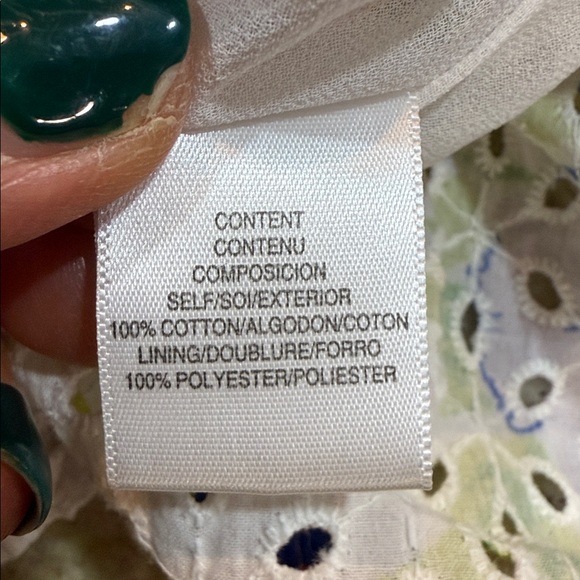 CONTENT
CONTENU
COMPOSICION
SELF/SOI/EXTERIOR
100% COTTON/ALGODON/COTON
LINING/DOUBLURE/FORRO
100% POLYESTER/POLIESTER